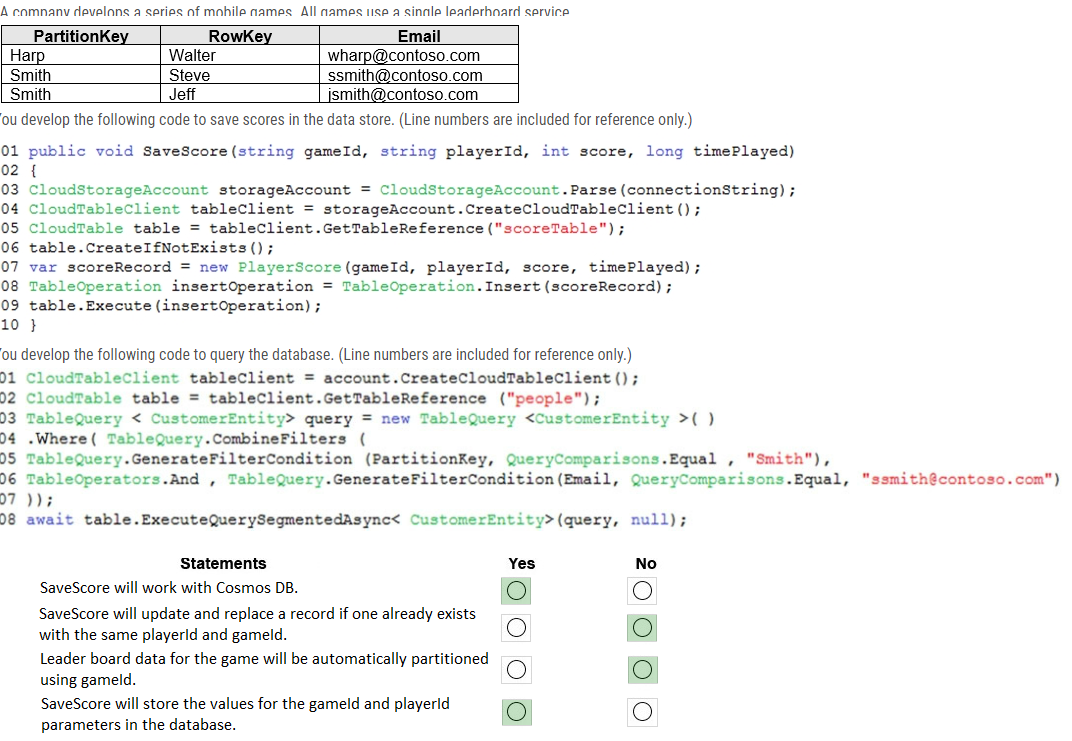 A company develops a series of mobile games. All games use a single leaderboard service
PartitionKey RowKey Email
Harp Walter wharp@contoso.com
Smith Steve ssmith@contoso.com
Smith Jeff jsmith@contoso.com
ou develop the following code to save scores in the data store. (Line numbers are included for reference only.)
01 public void SaveScore(string gameId, string playerId, int score, long timePlayed)
02 {
03 CloudStorageAccount storageAccount = CloudStorageAccount.Parse(connectionString);
04 CloudTableClient tableClient = storageAccount.CreateCloudTableClient();
05 CloudTable table = tableClient.GetTableReference("scoreTable");
06 table.CreateIfNotExists();
07 var scoreRecord = new PlayerScore(gameId, playerId, score, timePlayed);
08 TableOperation insertOperation = TableOperation.Insert(scoreRecord);
09 table.Execute(insertOperation);
10 }
ou develop the following code to query the database. (Line numbers are included for reference only.)
01 CloudTableClient tableClient = account.CreateCloudTableClient();
02 CloudTable table = tableClient.GetTableReference ("people");
03 TableQuery < CustomerEntity> query = new TableQuery <CustomerEntity >( )
04 .Where( TableQuery.CombineFilters (
05 TableQuery.GenerateFilterCondition (PartitionKey, QueryComparisons.Equal , "Smith"),
06 TableOperators.And , TableQuery.GenerateFilterCondition(Email, QueryComparisons.Equal, "ssmith@contoso.com")
07 ));
08 await table.ExecuteQuerySegmentedAsync< CustomerEntity>(query, null);
Statements Yes No
SaveScore will work with Cosmos DB.
SaveScore will update and replace a record if one already exists
with the same playerId and gameId.
Leader board data for the game will be automatically partitioned
using gameId.
SaveScore will store the values for the gameId and playerId
parameters in the database.